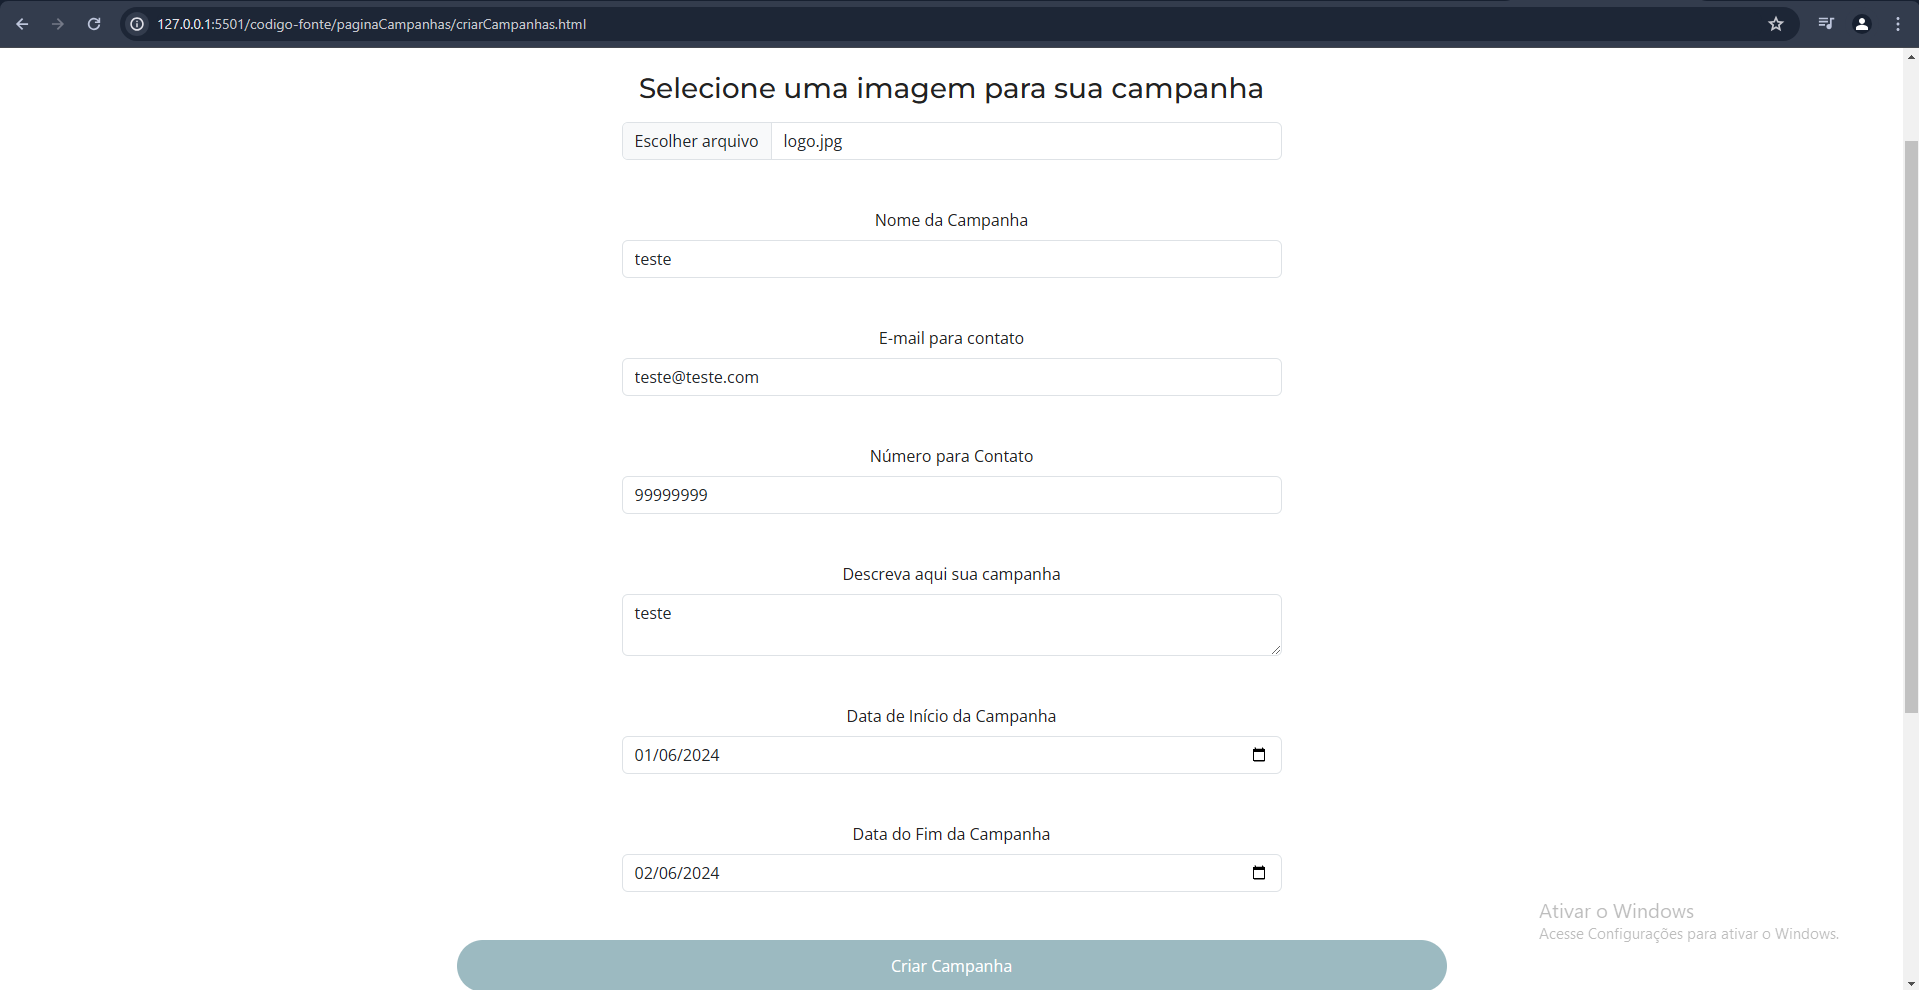 127.0.0.1:5501/codigo-fonte/paginaCampanhas/criarCampanhas.html
Selecione uma imagem para sua campanha
Escolher arquivo logo.jpg
Nome da Campanha
teste
E-mail para contato
teste@teste.com
Número para Contato
99999999
Descreva aqui sua campanha
teste
Data de Início da Campanha
01/06/2024
Data do Fim da Campanha
02/06/2024
Ativar o Windows
Acesse Configurações para ativar o Windows.
Criar Campanha